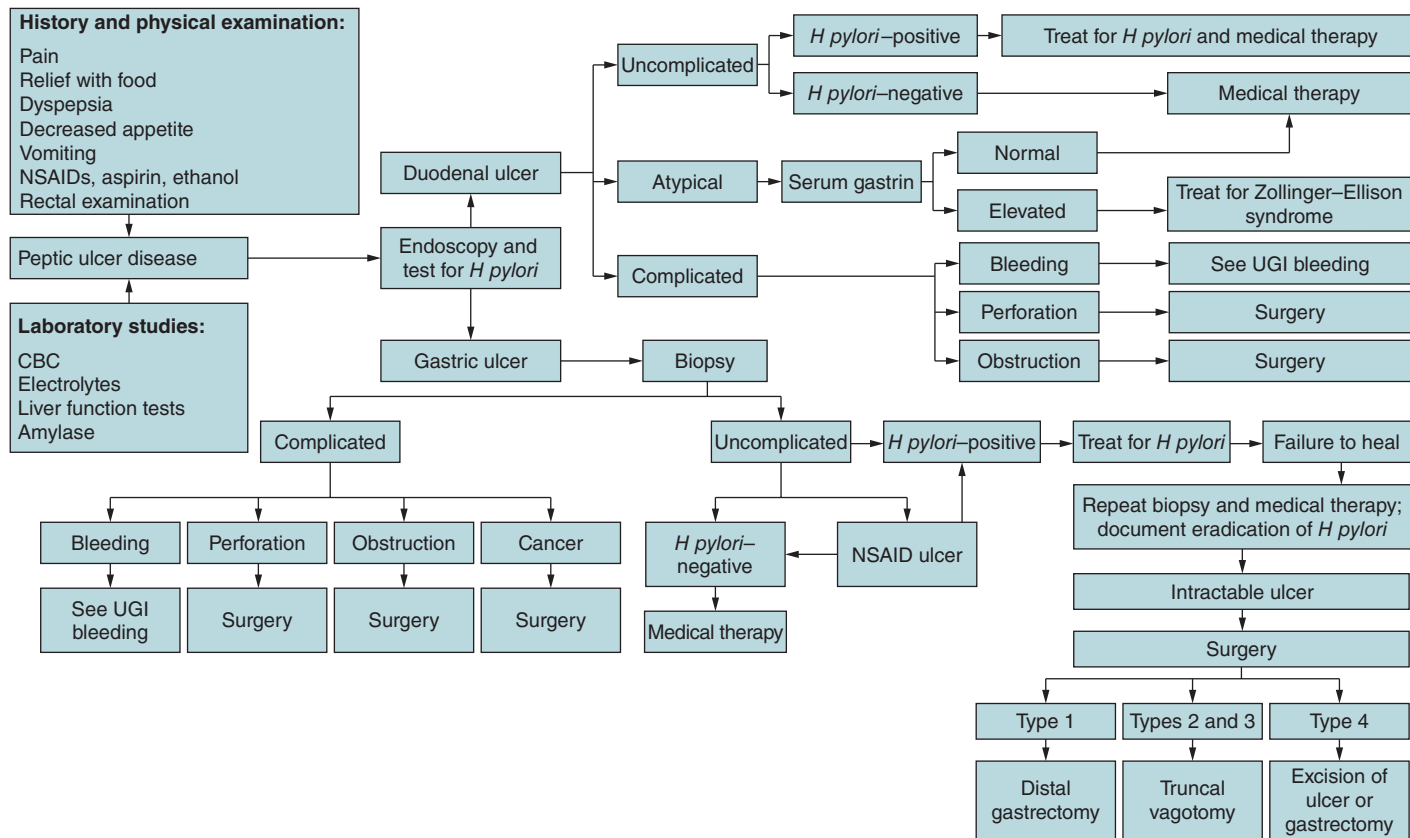 History and physical examination:
Pain
Relief with food
Dyspepsia
Decreased appetite
Vomiting
NSAIDs, aspirin, ethanol
Rectal examination
Peptic ulcer disease
Laboratory studies:
CBC
Electrolytes
Liver function tests
Amylase
Endoscopy and
test for H pylori
Duodenal ulcer
Uncomplicated
H pylori–positive
Treat for H pylori and medical therapy
H pylori–negative
Medical therapy
Atypical
Serum gastrin
Normal
Elevated
Treat for Zollinger–Ellison
syndrome
Complicated
Bleeding
See UGI bleeding
Perforation
Surgery
Obstruction
Surgery
Gastric ulcer
Biopsy
Complicated
Bleeding
Perforation
Obstruction
Cancer
See UGI
bleeding
Surgery
Surgery
Surgery
Uncomplicated
H pylori–positive
Treat for H pylori
Failure to heal
H pylori–
negative
NSAID ulcer
Medical therapy
Repeat biopsy and medical therapy;
document eradication of H pylori
Intractable ulcer
Surgery
Type 1
Types 2 and 3
Type 4
Distal
gastrectomy
Truncal
vagotomy
Excision of
ulcer or
gastrectomy